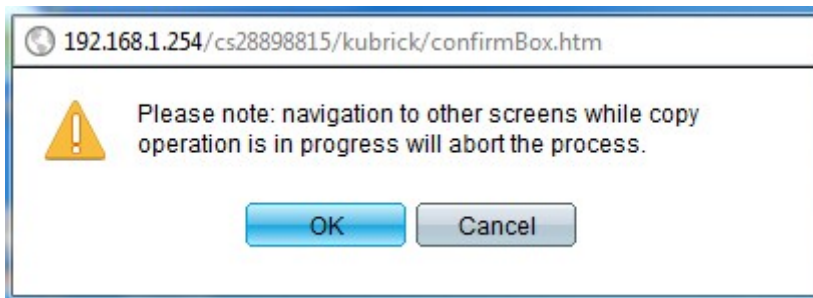 192.168.1.254/cs28898815/kubrick/confirmBox.htm
Please note: navigation to other screens while copy
operation is in progress will abort the process.
OK Cancel